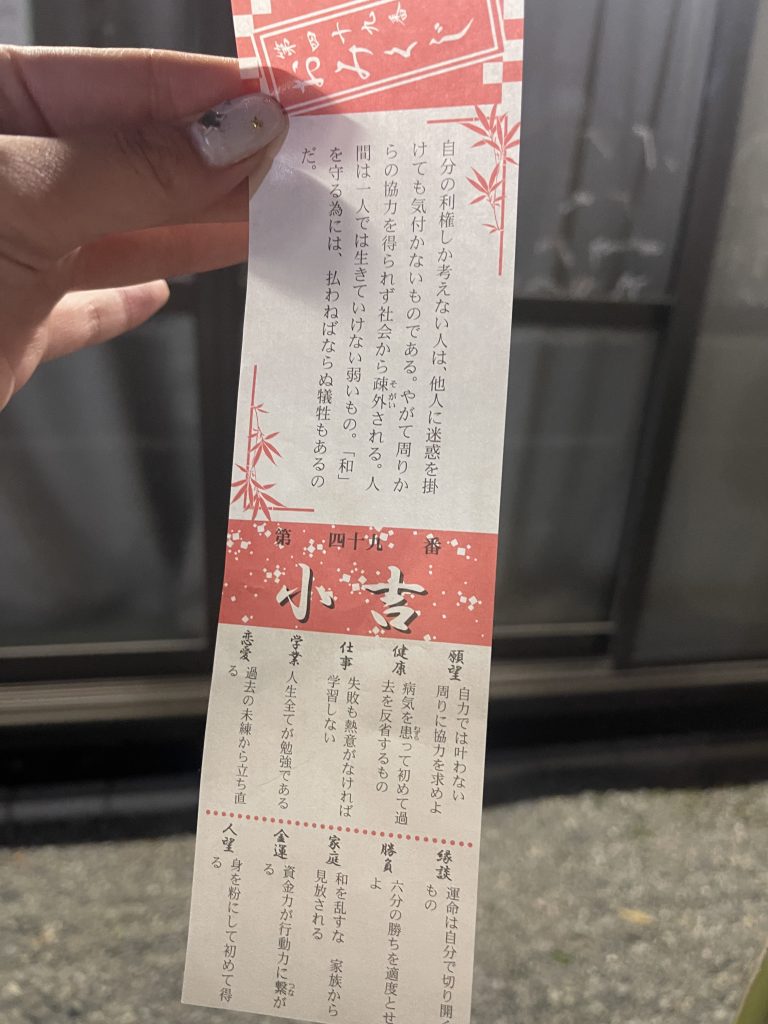 第四十九番
おみくじ
自分の利権しか考えない人は、他人に迷惑を掛
けても気付かないものである。やがて周りか
らの協力を得られず社会から疎外される。人
そがい
間は一人では生きていけない弱いもの。「和」
を守る為には、払わねばならぬ犠牲もあるの
だ。
第 四十九 番
小吉
願望 自力では叶わない
周りに協力を求めよ
健康 病気を患って初めて過
去を反省するもの
仕事 失敗も熱意がなければ
学習しない
学業 人生全てが勉強である
恋愛 過去の未練から立ち直
る
縁談 運命は自分で切り開く
もの
勝負 六分の勝ちを適度とせ
よ
家庭 和を乱すな 家族から
見放される
金運 資金力が行動力に繋が
つな
る
人望 身を粉にして初めて得
る